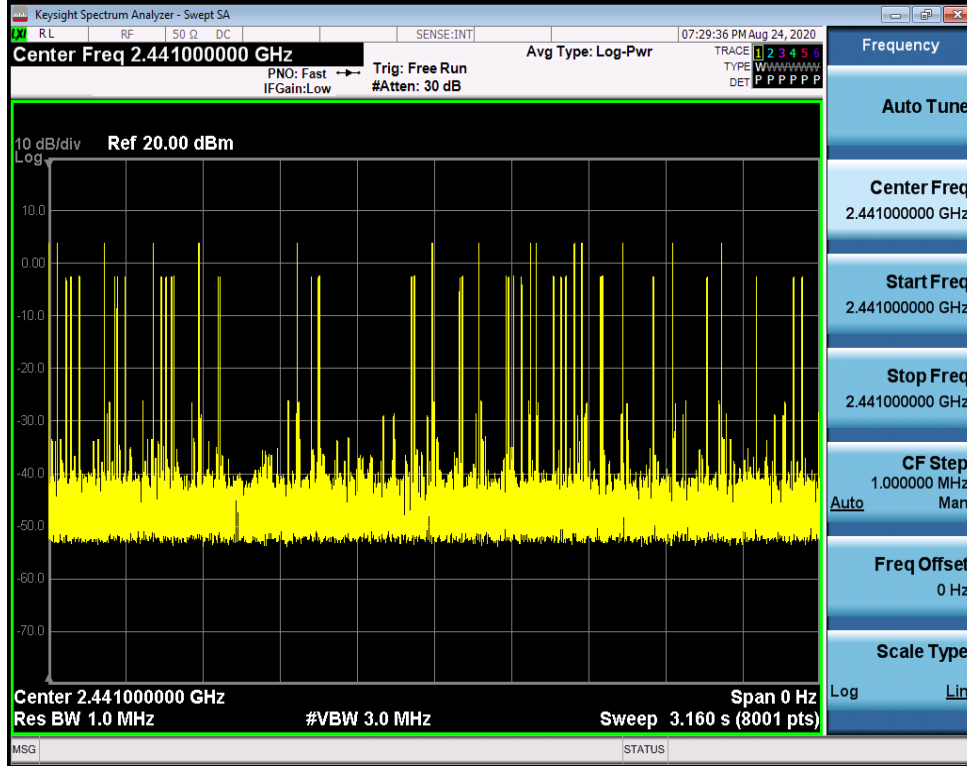 Keysight Spectrum Analyzer - Swept SA
LXI RL RF 50 Ω DC SENSE:INT 07:29:36 PM Aug 24, 2020
Center Freq 2.441000000 GHz
PNO: Fast
IFGain:Low
Trig: Free Run
#Atten: 30 dB
Avg Type: Log-Pwr
TRACE 1 2 3 4 5 6
TYPE WWWWWW
DET P P P P P P
10 dB/div Ref 20.00 dBm
Log
10.0
0.00
-10.0
-20.0
-30.0
-40.0
-50.0
-60.0
-70.0
Center 2.441000000 GHz Span 0 Hz
Res BW 1.0 MHz #VBW 3.0 MHz Sweep 3.160 s (8001 pts)
MSG STATUS
Frequency
Auto Tune
Center Freq
2.441000000 GHz
Start Freq
2.441000000 GHz
Stop Freq
2.441000000 GHz
CF Step
1.000000 MHz
Auto Man
Freq Offset
0 Hz
Scale Type
Log Lin